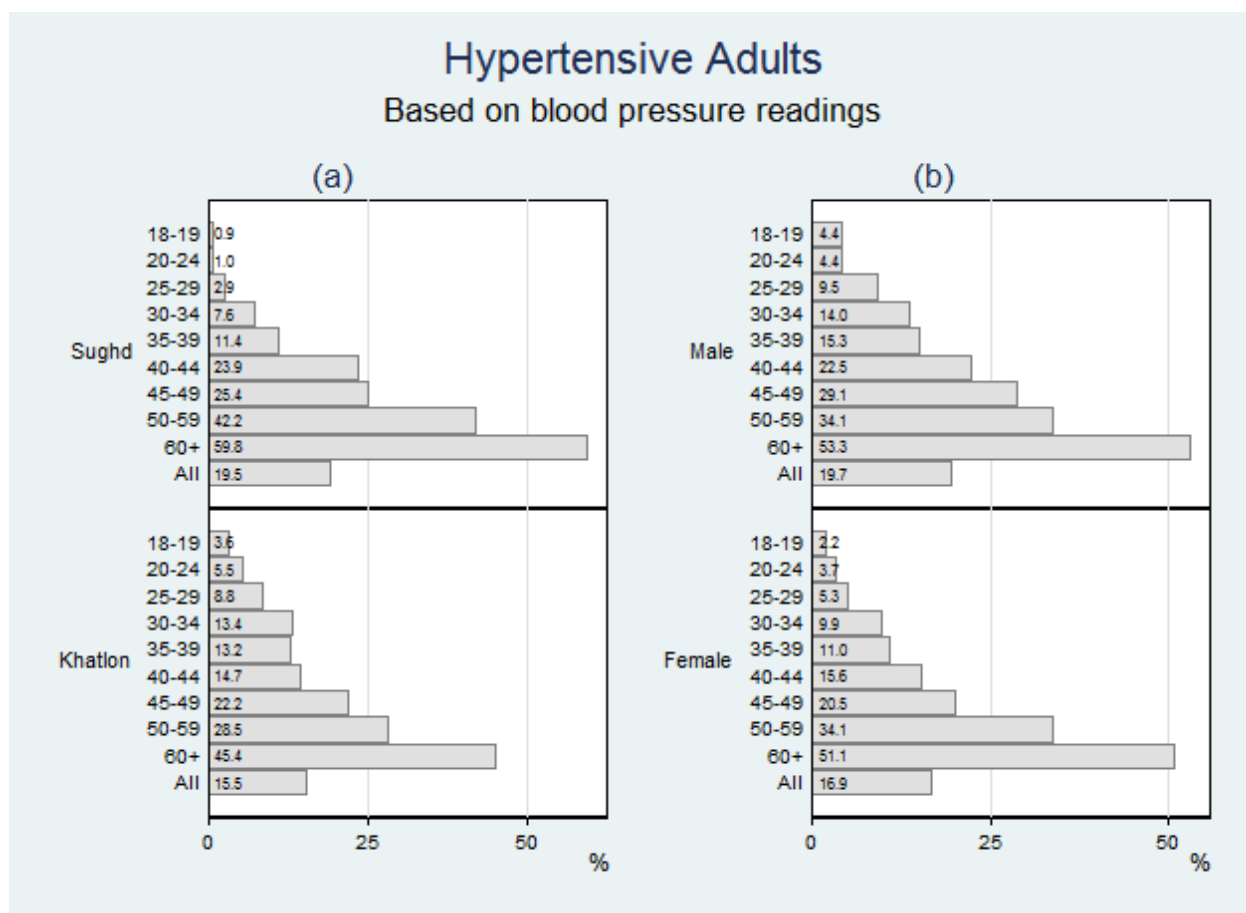 Hypertensive Adults
Based on blood pressure readings
(a)
Sughd
18-19 0.9
20-24 1.0
25-29 2.9
30-34 7.6
35-39 11.4
40-44 23.9
45-49 25.4
50-59 42.2
60+ 59.8
All 19.5
Khatlon
18-19 3.6
20-24 5.5
25-29 8.8
30-34 13.4
35-39 13.2
40-44 14.7
45-49 22.2
50-59 28.5
60+ 45.4
All 15.5
0 25 50
%
(b)
Male
18-19 4.4
20-24 4.4
25-29 9.5
30-34 14.0
35-39 15.3
40-44 22.5
45-49 29.1
50-59 34.1
60+ 53.3
All 19.7
Female
18-19 2.2
20-24 3.7
25-29 5.3
30-34 9.9
35-39 11.0
40-44 15.6
45-49 20.5
50-59 34.1
60+ 51.1
All 16.9
0 25 50
%